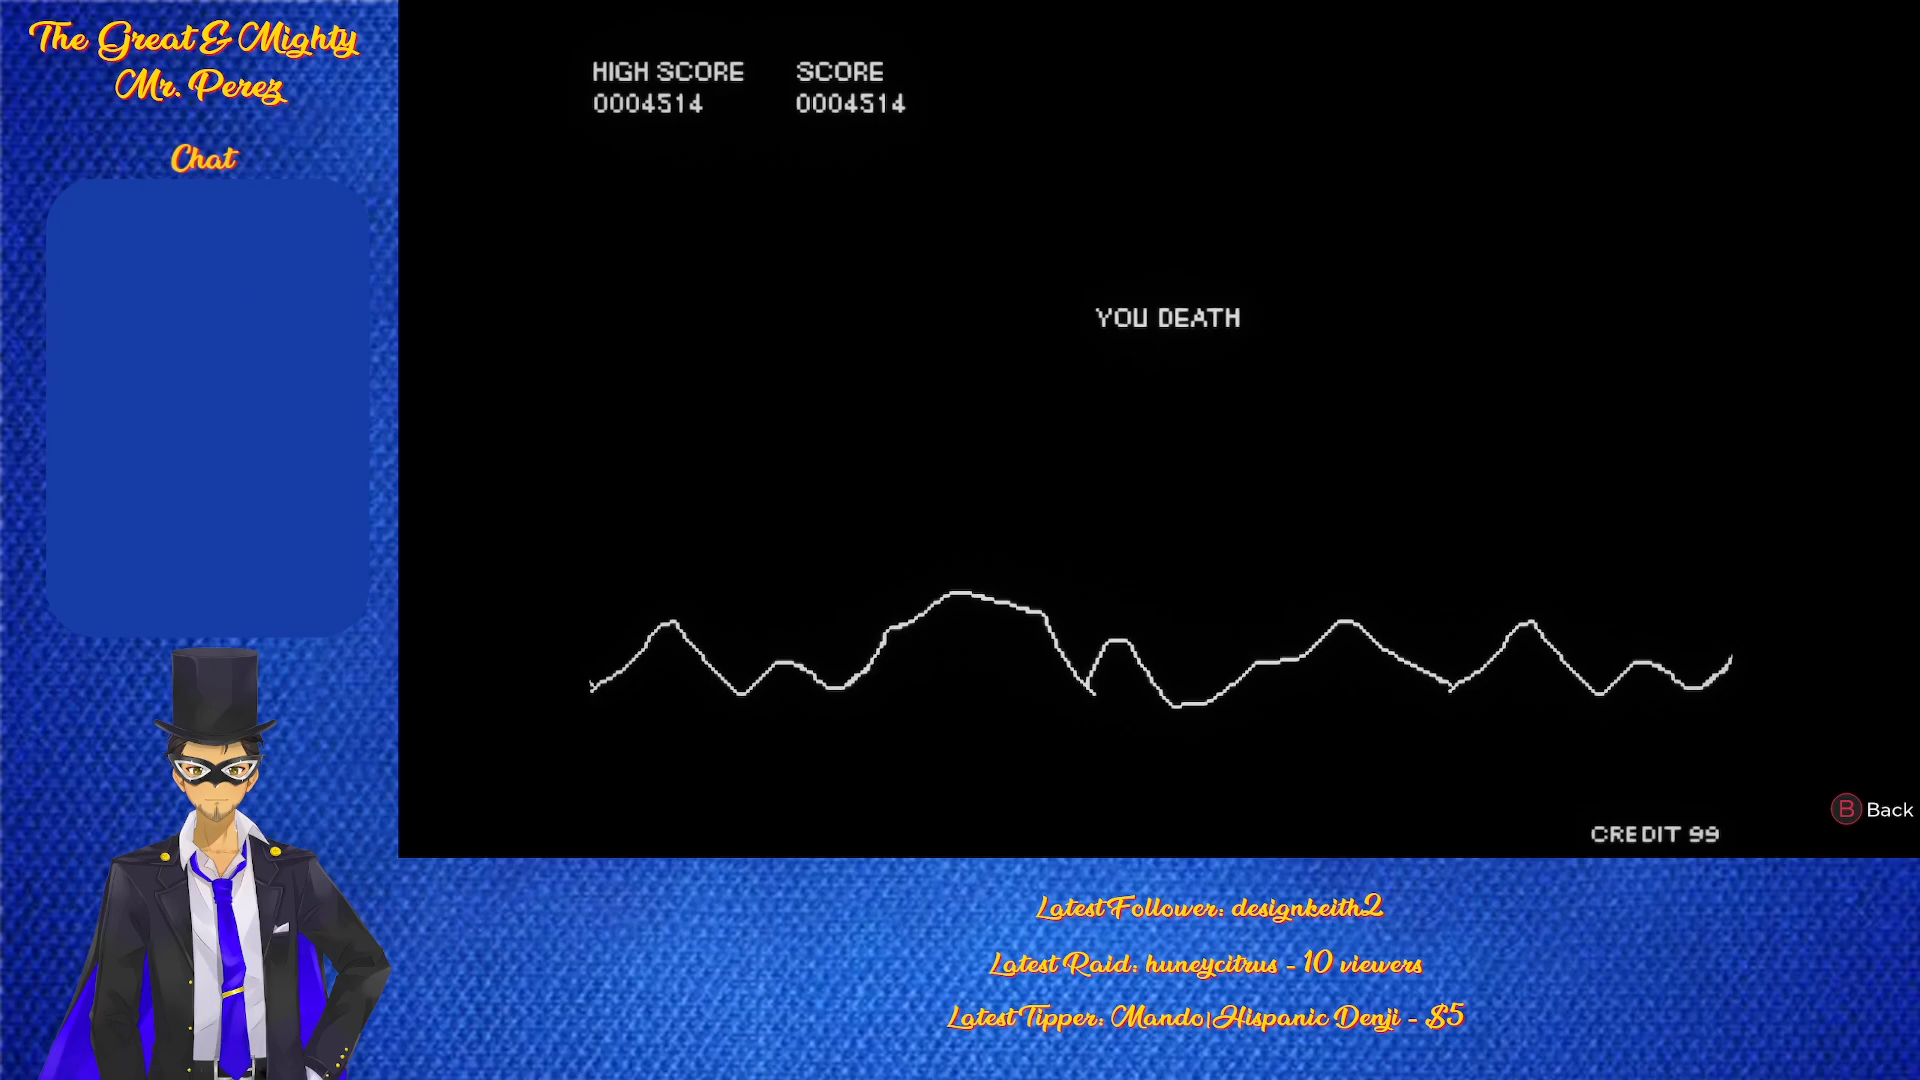 The Great & Mighty
Mr. Perez
Chat
HIGH SCORE
0004514
SCORE
0004514
YOU DEATH
B Back
CREDIT 99
Latest Follower: designkeith2
Latest Raid: huneycitrus - 10 viewers
Latest Tipper: Mando|Hispanic Denji - $5